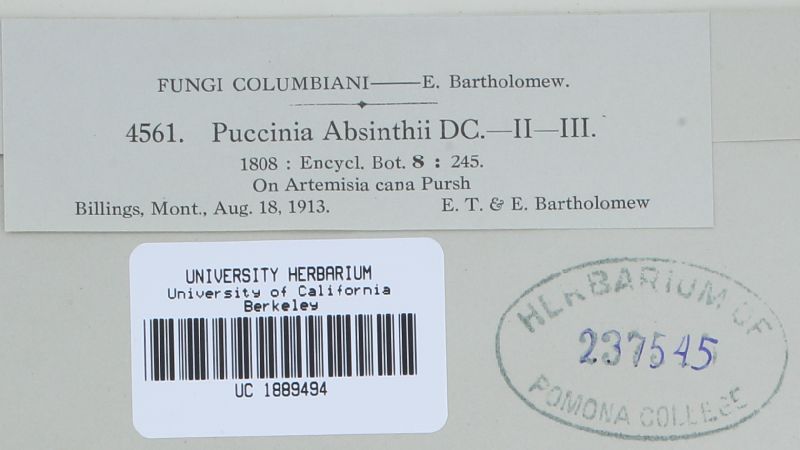 FUNGI COLUMBIANI——E. Bartholomew.
4561. Puccinia Absinthii DC.—II—III.
1808 : Encycl. Bot. 8 : 245.
On Artemisia cana Pursh
Billings, Mont., Aug. 18, 1913. E. T. & E. Bartholomew
UNIVERSITY HERBARIUM
University of California
Berkeley
UC 1889494
HERBARIUM OF
237545
POMONA COLLEGE